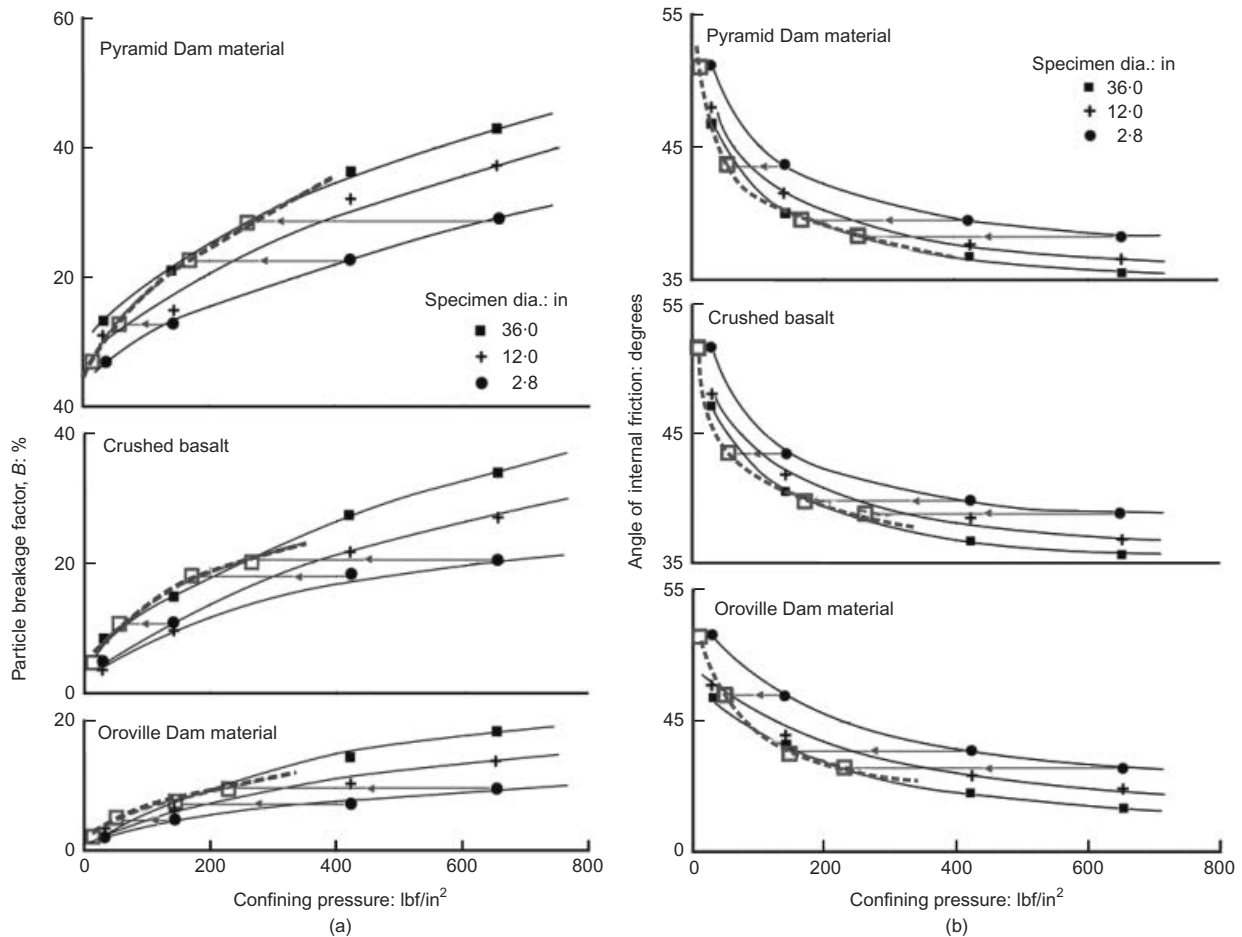 60
Pyramid Dam material
40
20
Specimen dia.: in
36·0
12·0
2·8
40
40
Crushed basalt
20
0
20
Oroville Dam material
0
0 200 400 600 800
Confining pressure: lbf/in²
(a)
Particle breakage factor, B: %
55
Pyramid Dam material
Specimen dia.: in
36·0
12·0
2·8
45
35
55
Crushed basalt
45
35
55
Oroville Dam material
45
0
0 200 400 600 800
Confining pressure: lbf/in²
(b)
Angle of internal friction: degrees